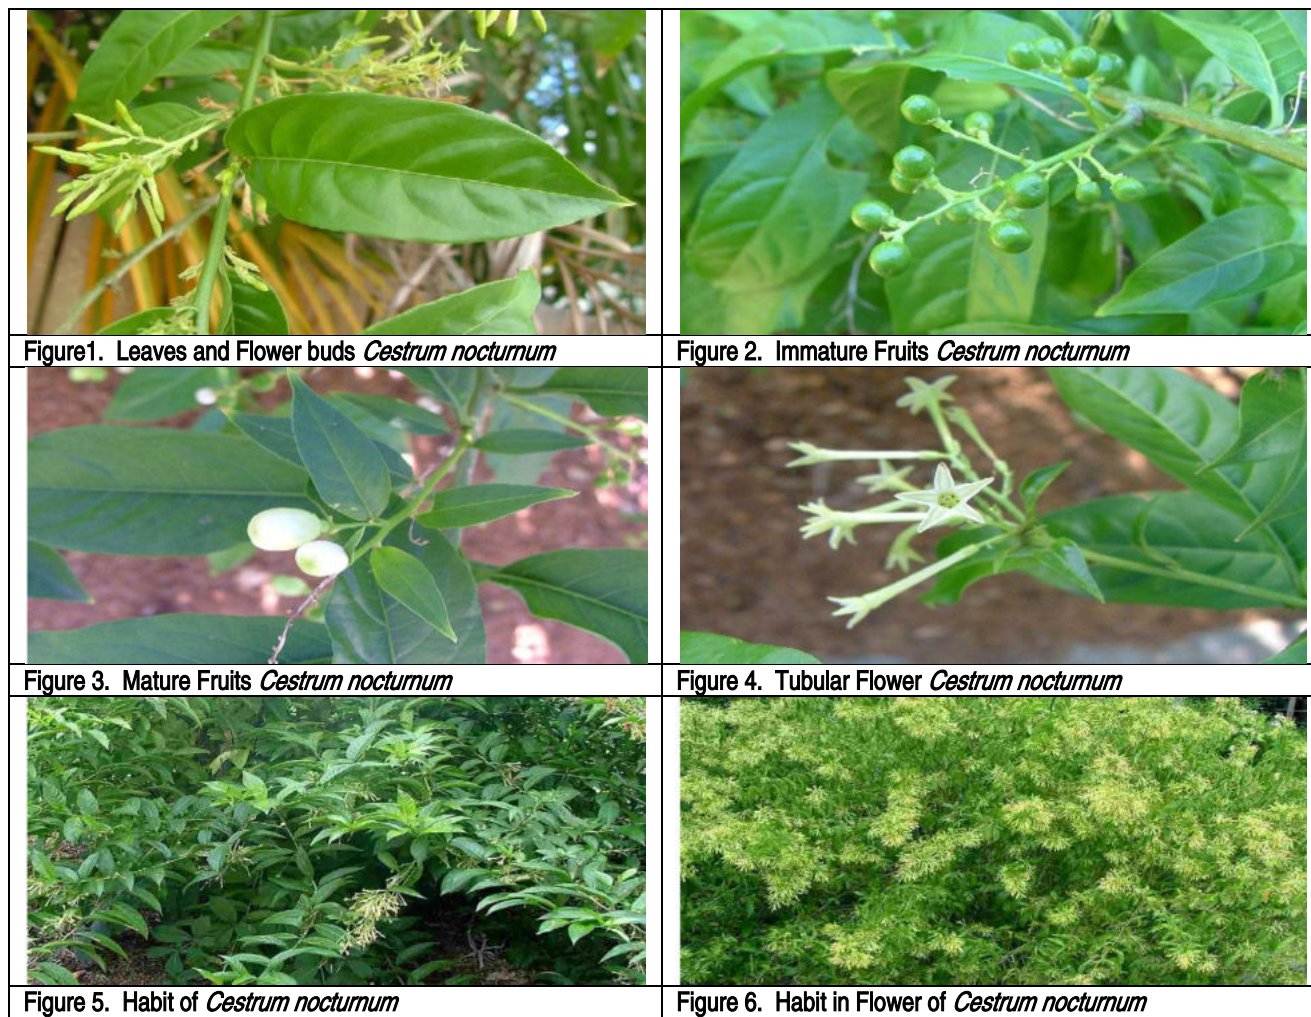 Figure1. Leaves and Flower buds Cestrum nocturnum
Figure 2. Immature Fruits Cestrum nocturnum
Figure 3. Mature Fruits Cestrum nocturnum
Figure 4. Tubular Flower Cestrum nocturnum
Figure 5. Habit of Cestrum nocturnum
Figure 6. Habit in Flower of Cestrum nocturnum